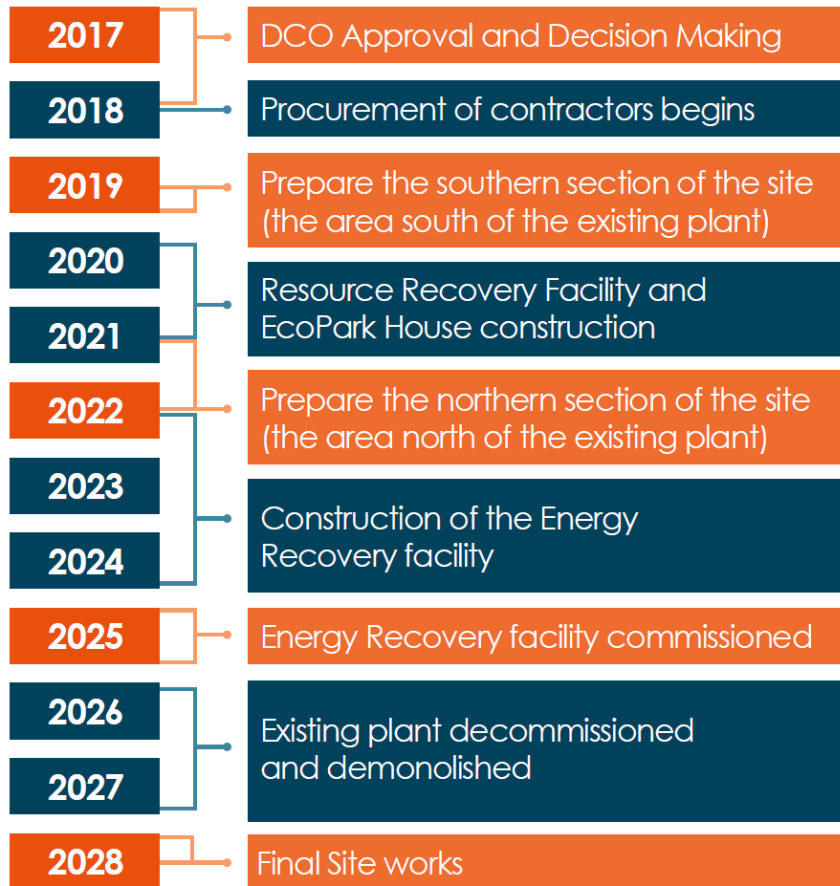 2017
DCO Approval and Decision Making
2018
Procurement of contractors begins
2019
Prepare the southern section of the site
(the area south of the existing plant)
2020
Resource Recovery Facility and
EcoPark House construction
2021
2022
Prepare the northern section of the site
(the area north of the existing plant)
2023
Construction of the Energy
Recovery facility
2024
2025
Energy Recovery facility commissioned
2026
Existing plant decommissioned
and demonolished
2027
2028
Final Site works